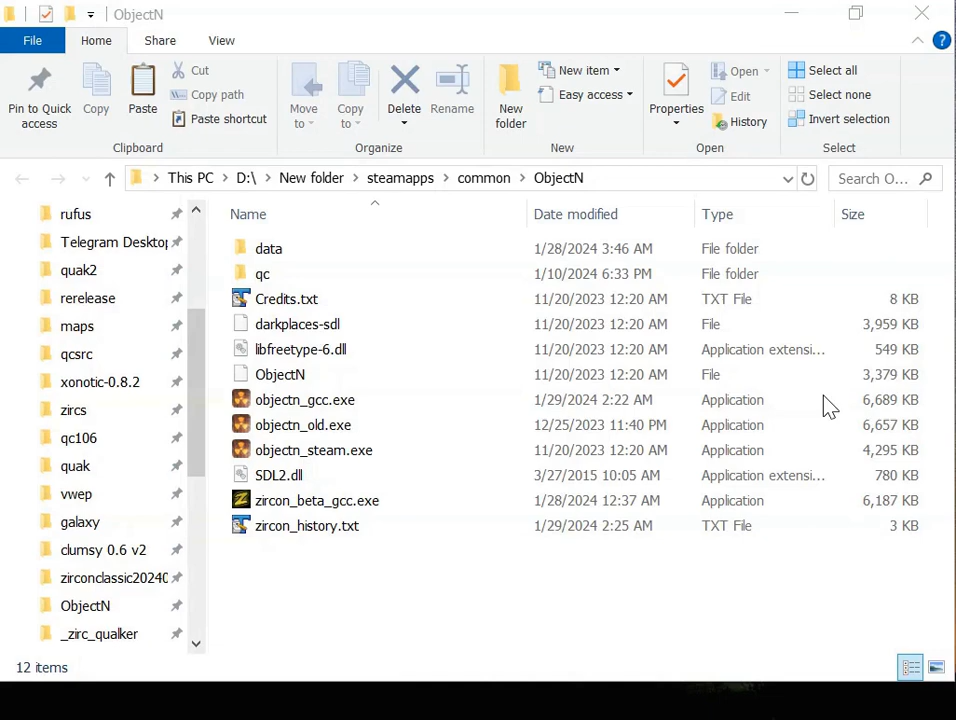 ObjectN
File Home Share View
Pin to Quick access
Copy
Paste
Cut
Copy path
Paste shortcut
Clipboard
Move to
Copy to
Delete
Rename
Organize
New folder
New item
Easy access
New
Properties
Open
Edit
History
Open
Select all
Select none
Invert selection
Select
This PC > D:\ > New folder > steamapps > common > ObjectN
Search O...
rufus
Telegram Deskto
quak2
rerelease
maps
qcsrc
xonotic-0.8.2
zircs
qc106
quak
vwep
galaxy
clumsy 0.6 v2
zirconclassic20240
ObjectN
_zirc_qualker
Name Date modified Type Size
data 1/28/2024 3:46 AM File folder
qc 1/10/2024 6:33 PM File folder
Credits.txt 11/20/2023 12:20 AM TXT File 8 KB
darkplaces-sdl 11/20/2023 12:20 AM File 3,959 KB
libfreetype-6.dll 11/20/2023 12:20 AM Application extensi... 549 KB
ObjectN 11/20/2023 12:20 AM File 3,379 KB
objectn_gcc.exe 1/29/2024 2:22 AM Application 6,689 KB
objectn_old.exe 12/25/2023 11:40 PM Application 6,657 KB
objectn_steam.exe 11/20/2023 12:20 AM Application 4,295 KB
SDL2.dll 3/27/2015 10:05 AM Application extensi... 780 KB
zircon_beta_gcc.exe 1/28/2024 12:37 AM Application 6,187 KB
zircon_history.txt 1/29/2024 2:25 AM TXT File 3 KB
12 items